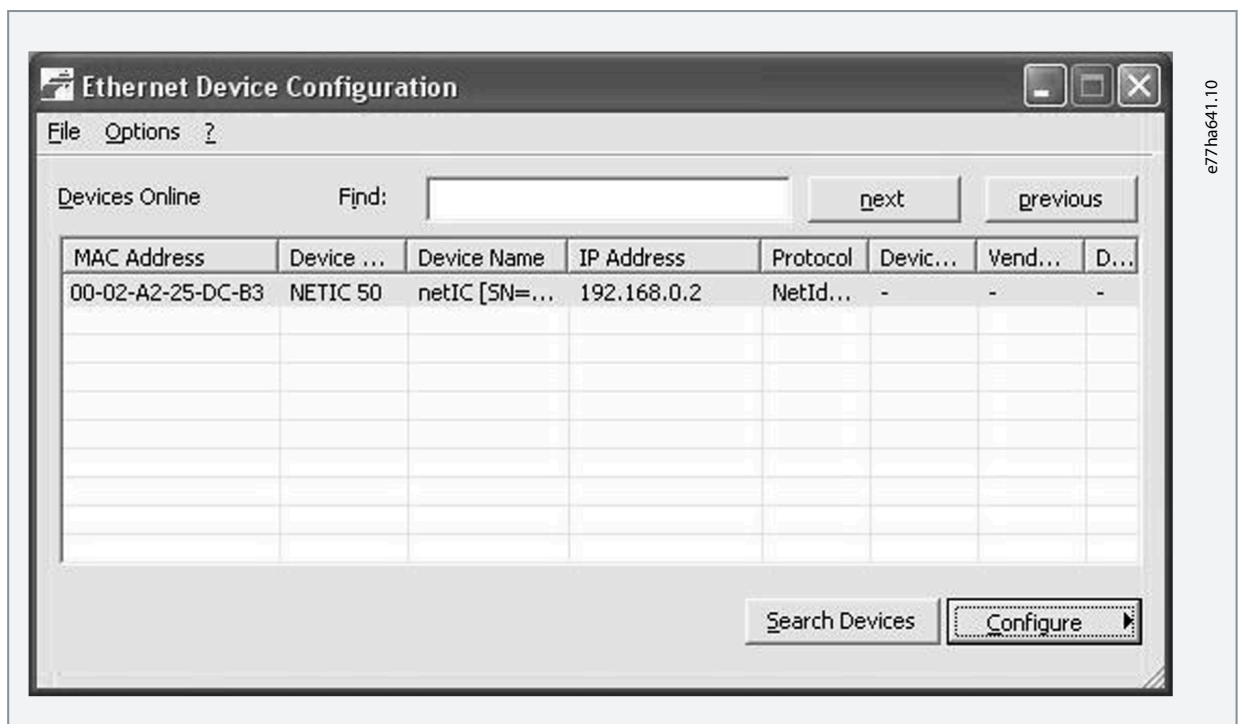 Ethernet Device Configuration
File Options ?
Devices Online Find: next previous
MAC Address Device ... Device Name IP Address Protocol Devic... Vend... D...
00-02-A2-25-DC-B3 NETIC 50 netIC [SN=... 192.168.0.2 NetId... - - -
Search Devices Configure
e77ha641.10